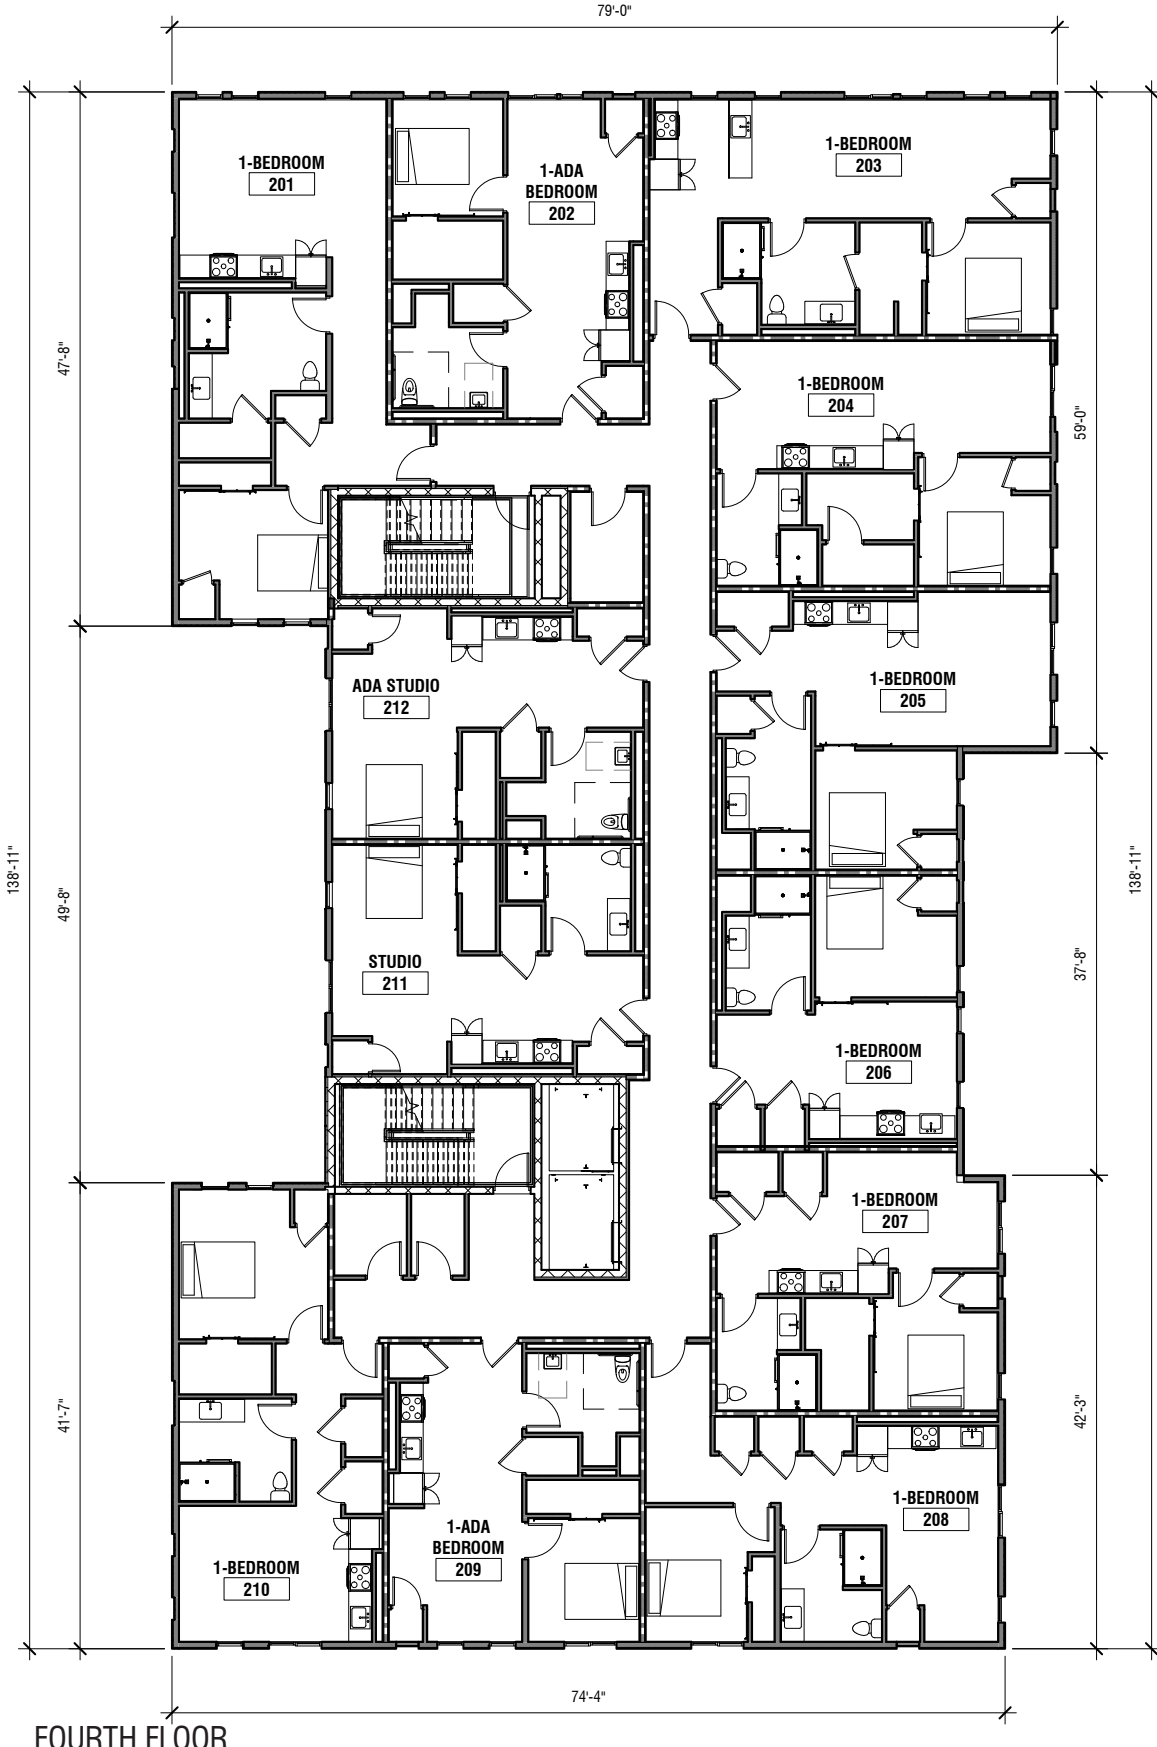 79'-0"
1-BEDROOM
201
1-ADA
BEDROOM
202
1-BEDROOM
203
47'-8"
1-BEDROOM
204
59'-0"
ADA STUDIO
212
1-BEDROOM
205
138'-11"
49'-8"
138'-11"
STUDIO
211
37'-8"
1-BEDROOM
206
1-BEDROOM
207
41'-7"
42'-3"
1-BEDROOM
208
1-ADA
BEDROOM
209
1-BEDROOM
210
74'-4"
FOURTH FLOOR